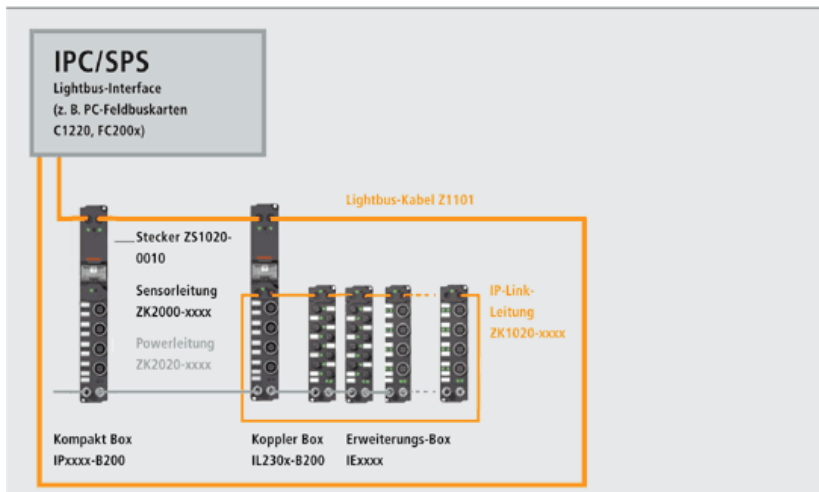 IPC/SPS
Lightbus-Interface
(z. B. PC-Feldbuskarten
C1220, FC200x)
Lightbus-Kabel Z1101
Stecker ZS1020-
0010
Sensorleitung
ZK2000-xxxx
Powerleitung
ZK2020-xxxx
IP-Link-
Leitung
ZK1020-xxxx
Kompakt Box
IPxxxx-B200
Koppler Box
IL230x-B200
Erweiterungs-Box
IExxxx